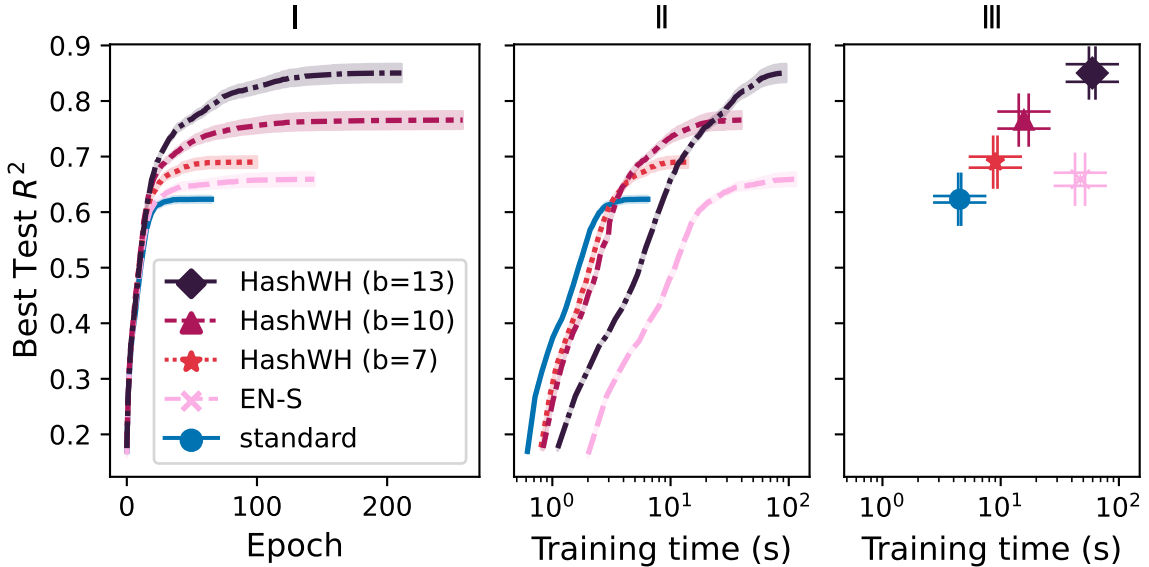 I
II
III
Best Test R²
0.9
0.8
0.7
0.6
0.5
0.4
0.3
0.2
HashWH (b=13)
HashWH (b=10)
HashWH (b=7)
EN-S
standard
0
100
200
Epoch
10⁰
10¹
10²
Training time (s)
10⁰
10¹
10²
Training time (s)